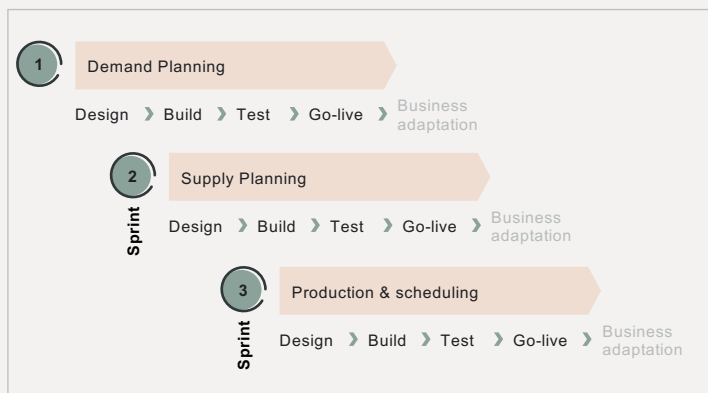 1
Demand Planning
Design Build Test Go-live Business
adaptation
2
Supply Planning
Sprint
Design Build Test Go-live Business
adaptation
3
Production & scheduling
Sprint
Design Build Test Go-live Business
adaptation